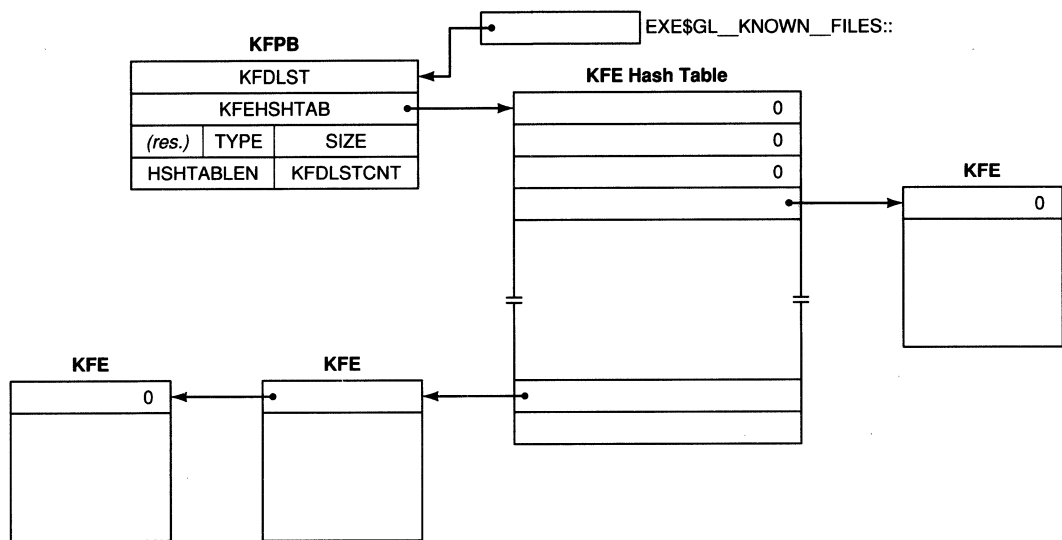 EXE$GL__KNOWN__FILES::
KFPB
KFDLST
KFEHSHTAB
(res.) TYPE SIZE
HSHTABLEN KFDLSTCNT
KFE Hash Table
0
0
0
KFE
0
KFE
0
KFE